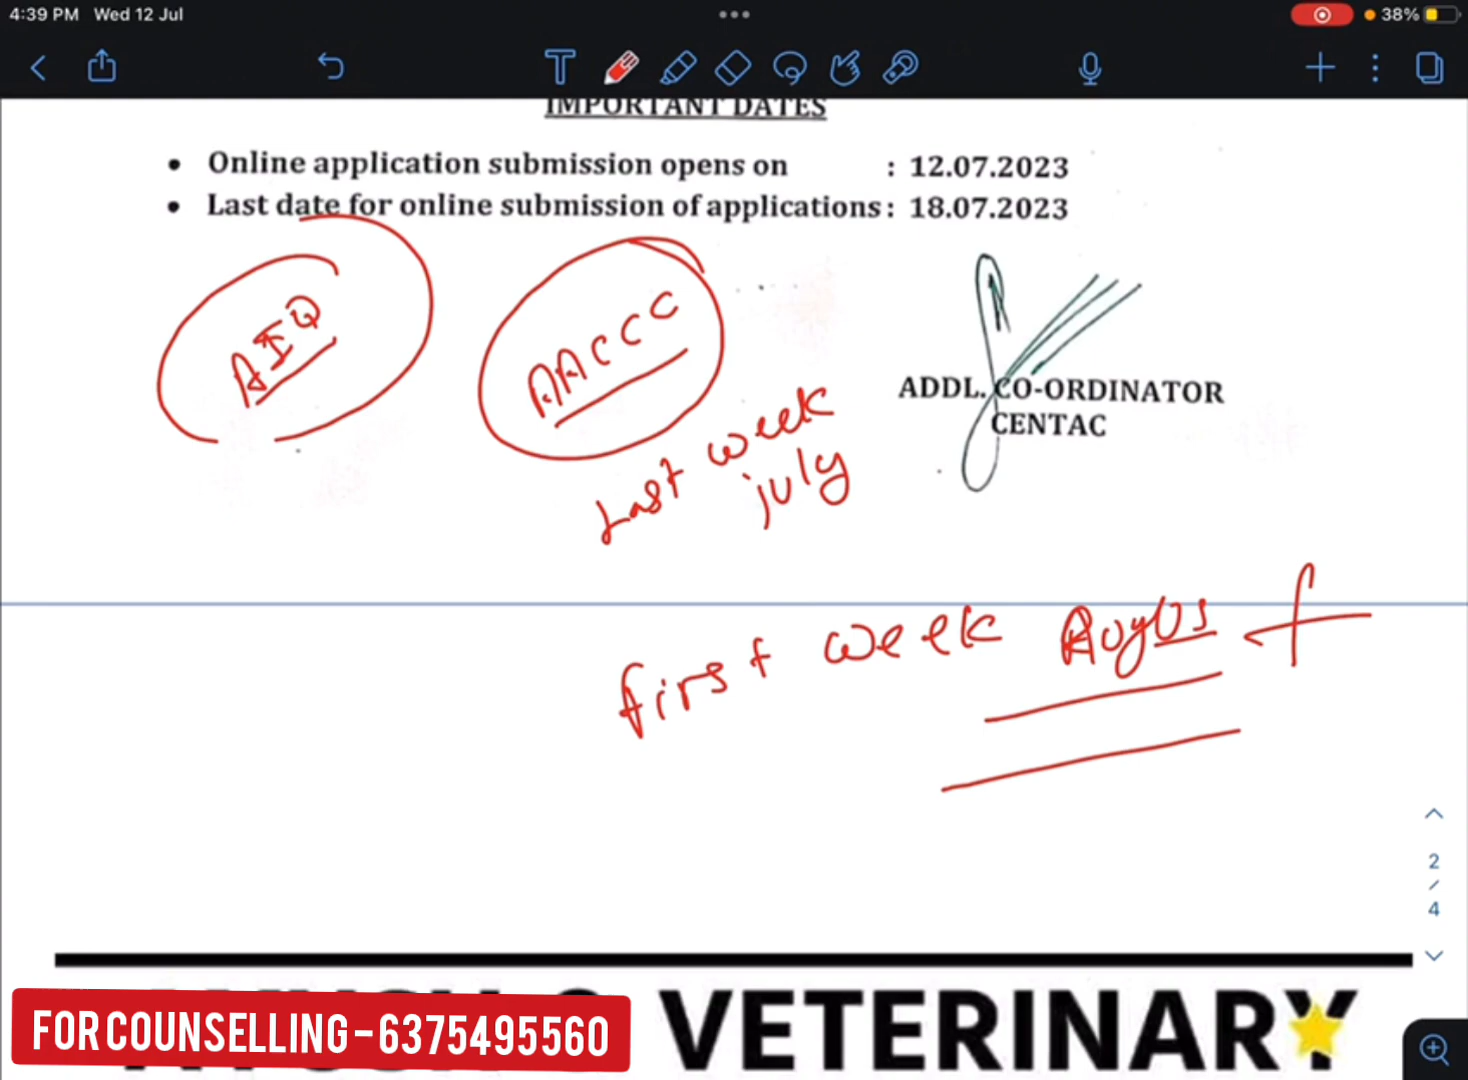 4:39 PM Wed 12 Jul
38%
IMPORTANT DATES
• Online application submission opens on : 12.07.2023
• Last date for online submission of applications : 18.07.2023
AIQ
AACCC
Last week
july
ADDL. CO-ORDINATOR
CENTAC
first week
2
/
4
VETERINARY
FOR COUNSELLING - 6375495560